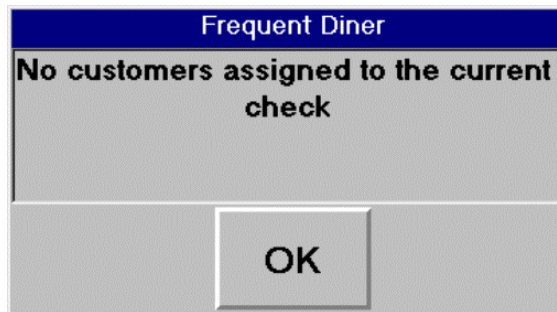 Frequent Diner
No customers assigned to the current
check
OK